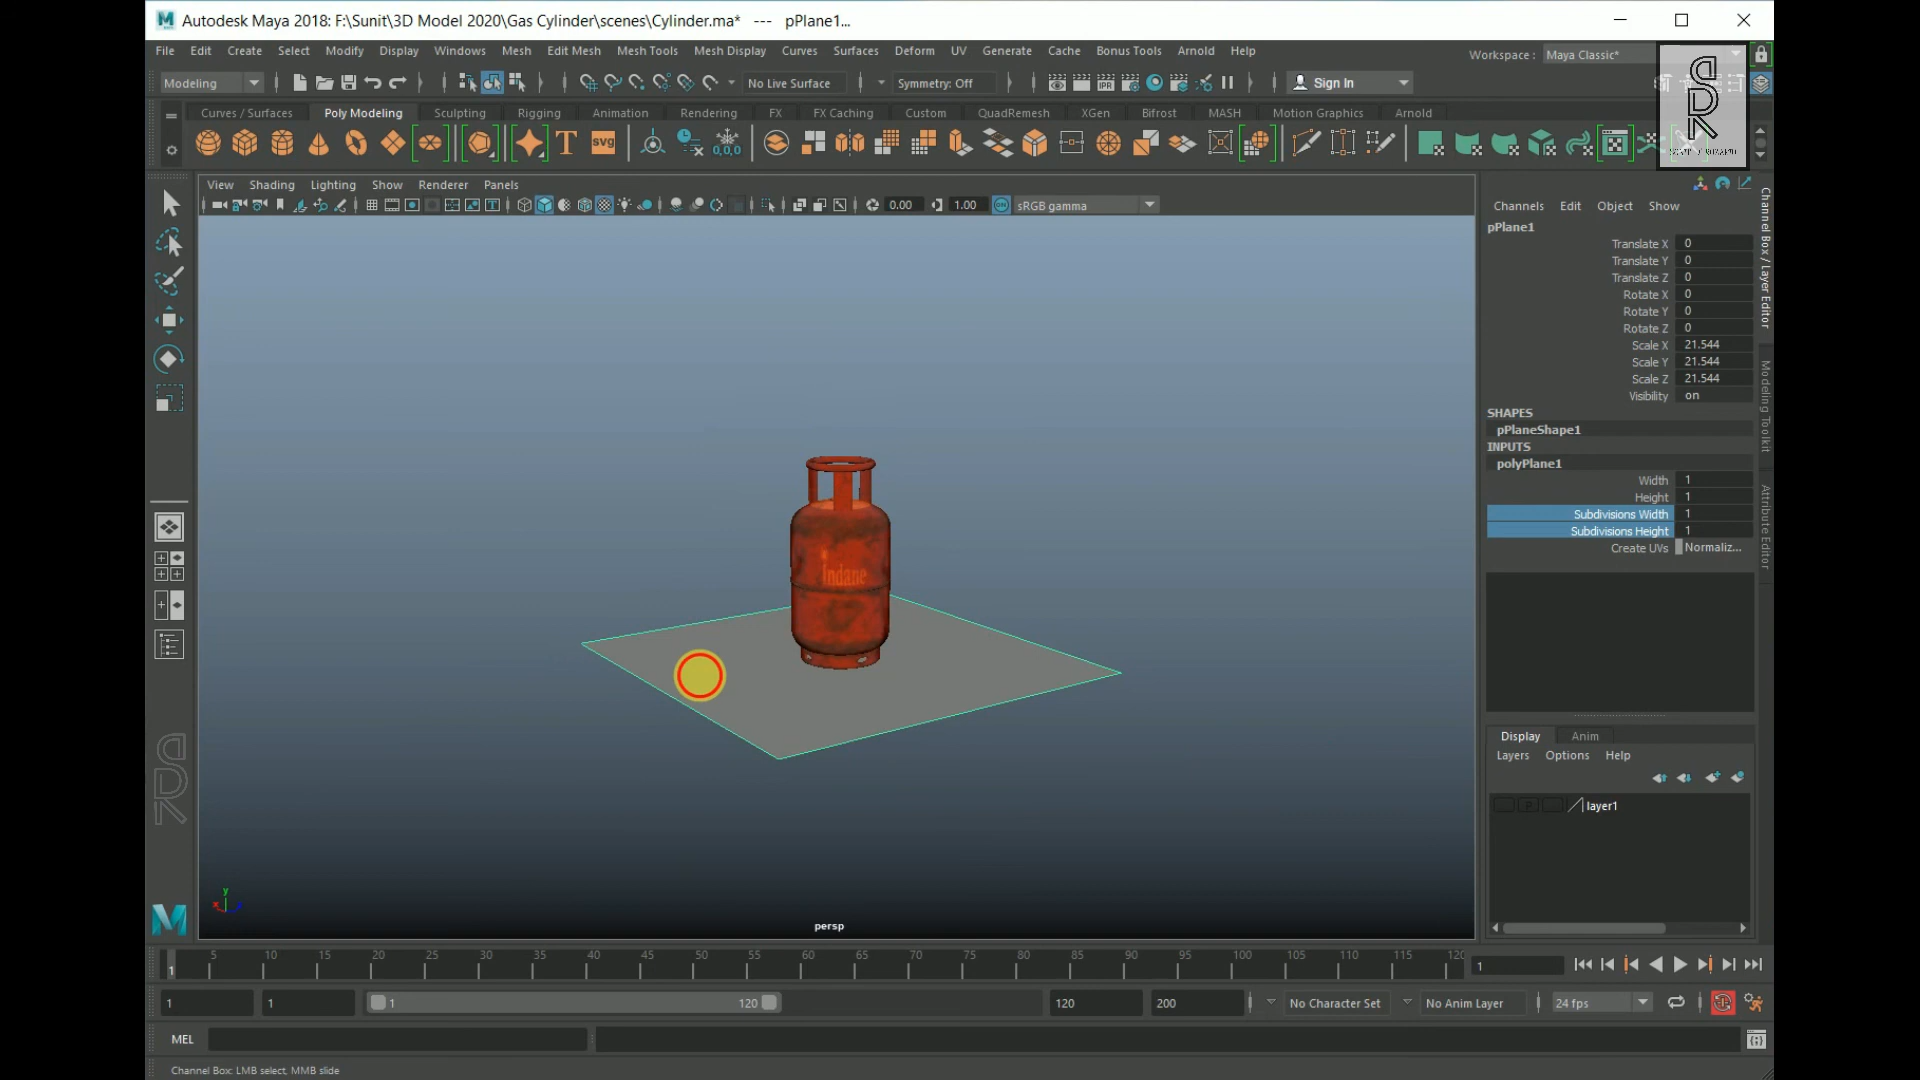 Autodesk Maya 2018: F:\Sunit\3D Model 2020\Gas Cylinder\scenes\Cylinder.ma* --- pPlane1...
File Edit Create Select Modify Display Windows Mesh Edit Mesh Mesh Tools Mesh Display Curves Surfaces Deform UV Generate Cache Bonus Tools Arnold Help
Workspace : Maya Classic*
Modeling No Live Surface Symmetry: Off Sign In
Curves / Surfaces Poly Modeling Sculpting Rigging Animation Rendering FX FX Caching Custom QuadRemesh XGen Bifrost MASH Motion Graphics Arnold
View Shading Lighting Show Renderer Panels
0.00 1.00 ON sRGB gamma
Channels Edit Object Show
pPlane1
Translate X 0
Translate Y 0
Translate Z 0
Rotate X 0
Rotate Y 0
Rotate Z 0
Scale X 21.544
Scale Y 21.544
Scale Z 21.544
Visibility on
SHAPES
pPlaneShape1
INPUTS
polyPlane1
Width 1
Height 1
Subdivisions Width 1
Subdivisions Height 1
Create UVs Normaliz...
Channel Box / Layer Editor
Modeling Toolkit
Attribute Editor
Indane
Display Anim
Layers Options Help
layer1
persp
1 5 10 15 20 25 30 35 40 45 50 55 60 65 70 75 80 85 90 95 100 105 110 115 120 1
1 1 1 120 120 200 No Character Set No Anim Layer 24 fps
MEL
Channel Box: LMB select, MMB slide